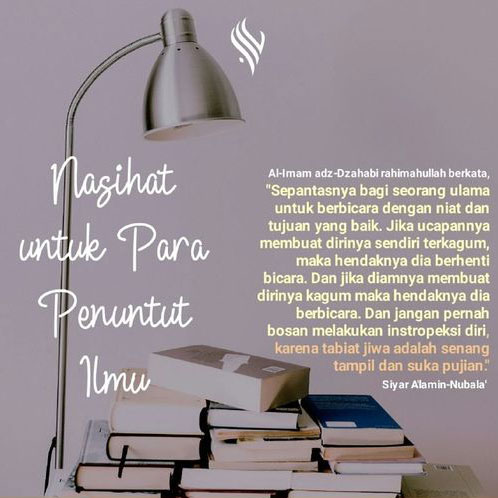 Nasihat
untuk Para
Penuntut
Ilmu
Al-Imam adz-Dzahabi rahimahullah berkata,
"Sepantasnya bagi seorang ulama
untuk berbicara dengan niat dan
tujuan yang baik. Jika ucapannya
membuat dirinya sendiri terkagum,
maka hendaknya dia berhenti
bicara. Dan jika diamnya membuat
dirinya kagum maka hendaknya dia
berbicara. Dan jangan pernah
bosan melakukan instropeksi diri,
karena tabiat jiwa adalah senang
tampil dan suka pujian."
Siyar A'lamin-Nubala'